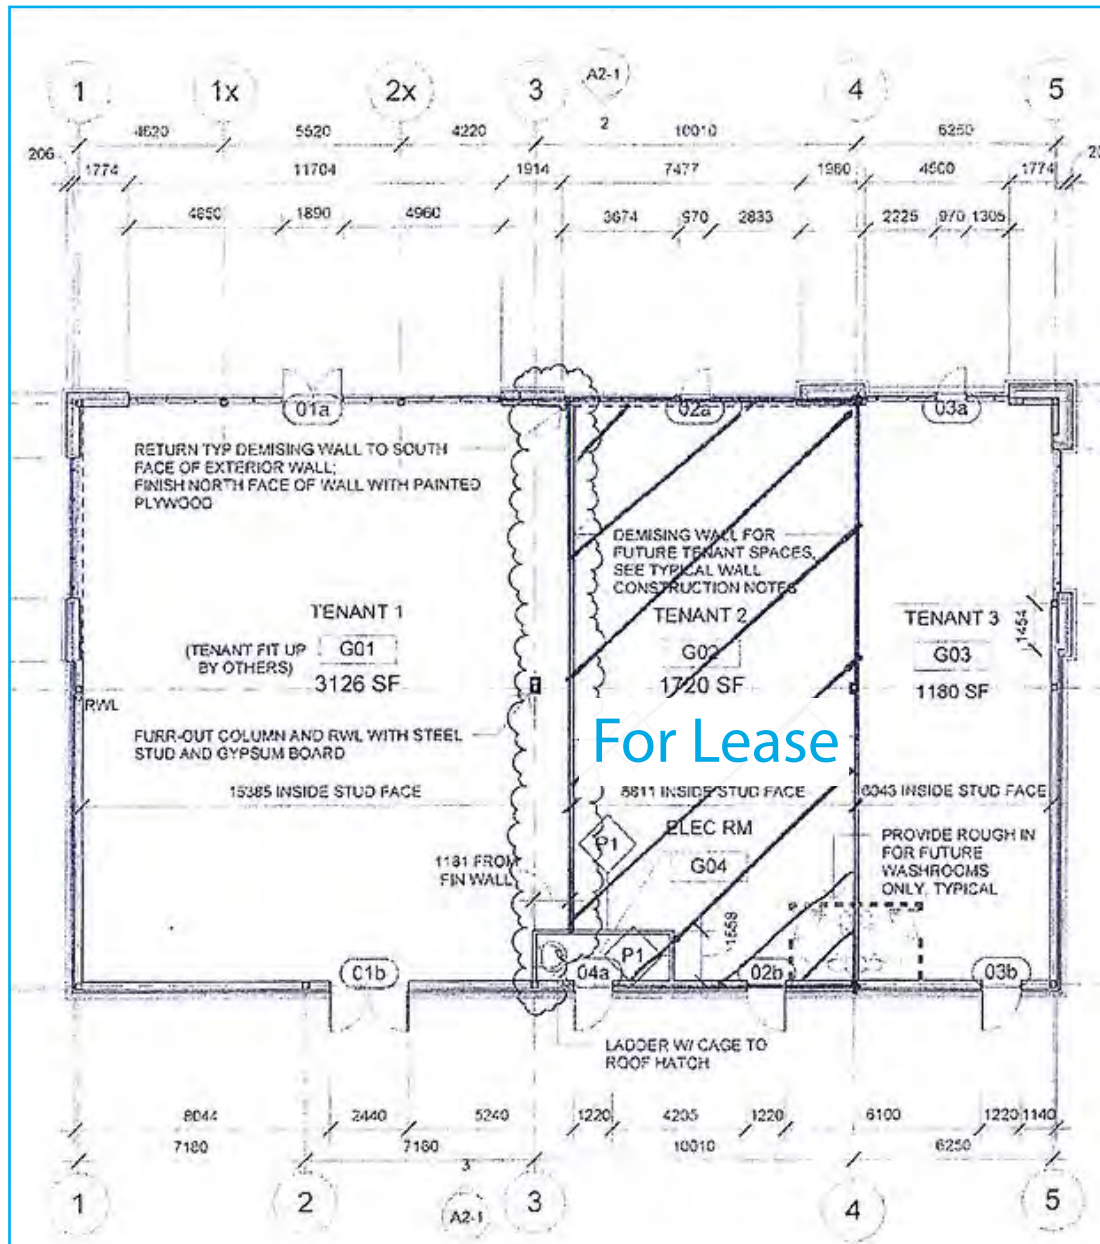 1 1x 2x 3 A2-1 4 5
2
4620 5520 4220 10010 6250
206 1774 11704 1914 7477 1960 4500 1774 20
4650 1890 4960 3674 970 2833 2225 970 1305
01a 02a 03a
RETURN TYP DEMISING WALL TO SOUTH
FACE OF EXTERIOR WALL;
FINISH NORTH FACE OF WALL WITH PAINTED
PLYWOOD
DEMISING WALL FOR
FUTURE TENANT SPACES,
SEE TYPICAL WALL
CONSTRUCTION NOTES
TENANT 1
(TENANT FIT UP
BY OTHERS)
G01
3126 SF
TENANT 2
G02
1720 SF
TENANT 3
G03
1180 SF
1454
RWL
FURR-OUT COLUMN AND RWL WITH STEEL
STUD AND GYPSUM BOARD
For Lease
15385 INSIDE STUD FACE
8811 INSIDE STUD FACE
6043 INSIDE STUD FACE
ELEC RM
P1
G04
1181 FROM
FIN WALL
PROVIDE ROUGH IN
FOR FUTURE
WASHROOMS
ONLY, TYPICAL
1558
P1
01b 04a 02b 03b
LADDER W/ CAGE TO
ROOF HATCH
8044 2440 5240 1220 4205 1220 6100 1220 1140
7180 7160 10010 6250
3
1 2 A2-1 3 4 5